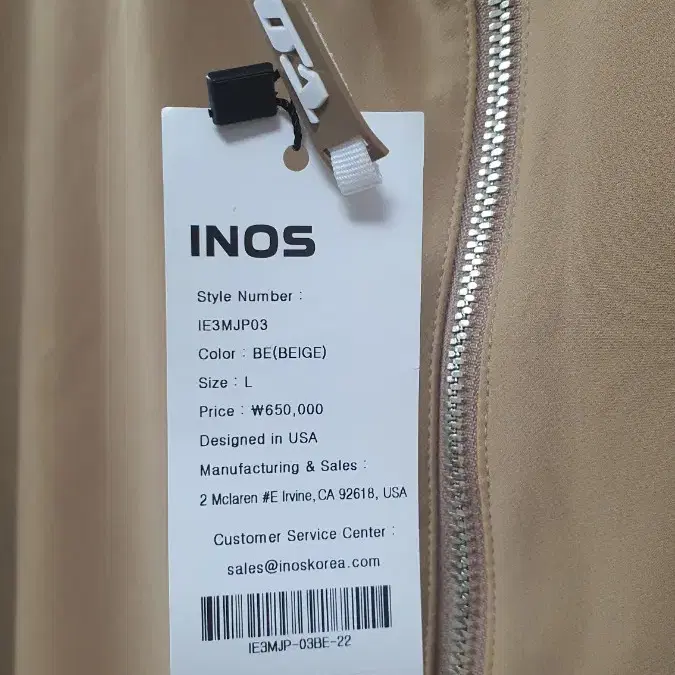 INOS
Style Number :
IE3MJP03
Color : BE(BEIGE)
Size : L
Price : ₩650,000
Designed in USA
Manufacturing & Sales :
2 Mclaren #E Irvine, CA 92618, USA
Customer Service Center :
sales@inoskorea.com
IE3MJP-03BE-22